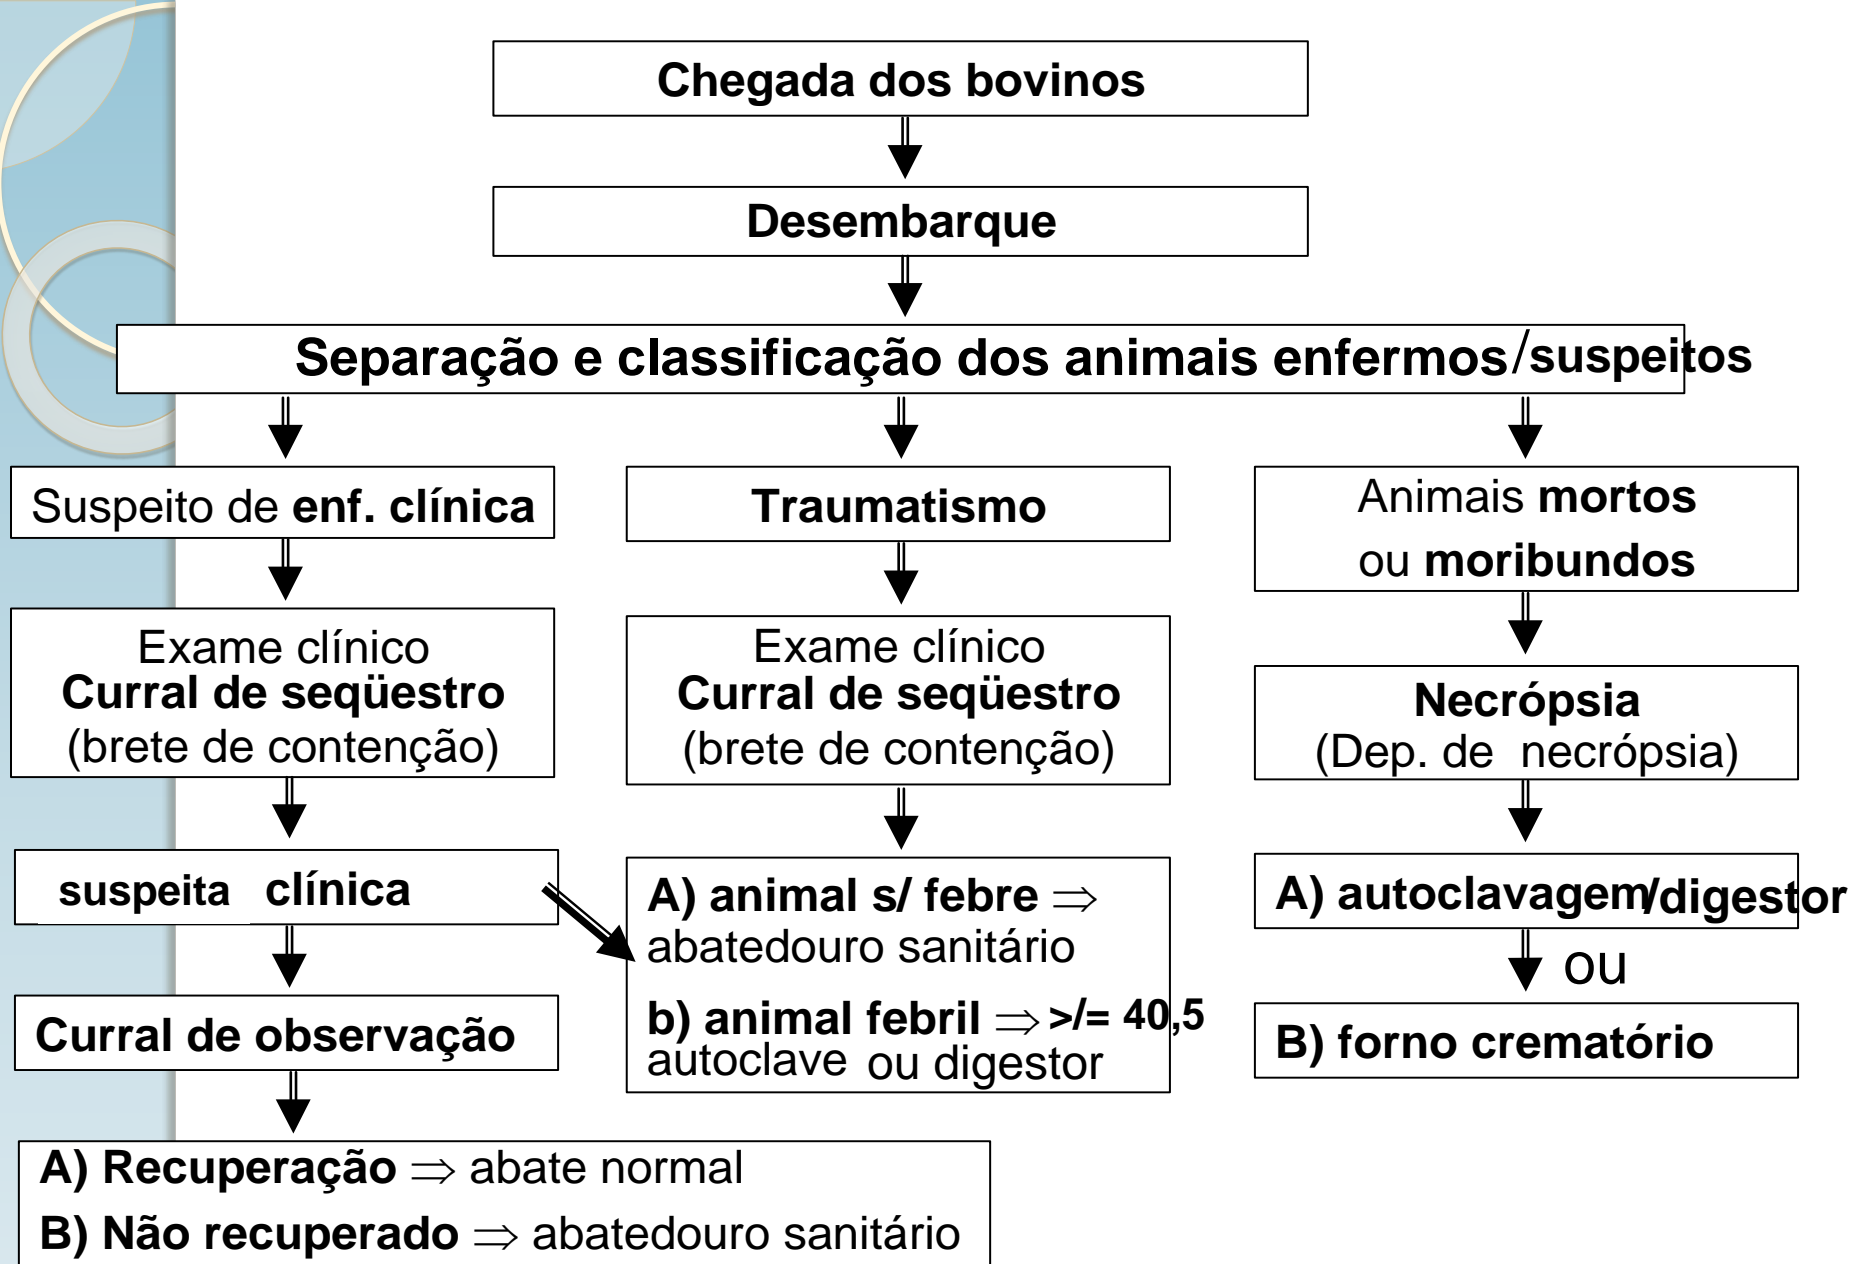 Chegada dos bovinos
Desembarque
Separação e classificação dos animais enfermos/suspeitos
Suspeito de enf. clínica
Exame clínico
Curral de seqüestro
(brete de contenção)
suspeita clínica
Curral de observação
A) Recuperação ⇒ abate normal
B) Não recuperado ⇒ abatedouro sanitário
Traumatismo
Exame clínico
Curral de seqüestro
(brete de contenção)
A) animal s/ febre ⇒
abatedouro sanitário
b) animal febril ⇒ >/= 40,5
autoclave ou digestor
Animais mortos
ou moribundos
Necrópsia
(Dep. de necrópsia)
A) autoclavagem/digestor
ou
B) forno crematório